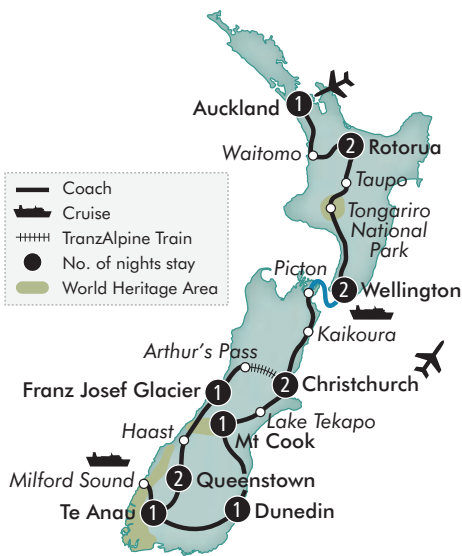 Auckland 1
Waitomo
2 Rotorua
Taupo
Tongariro
National
Park
Coach
Cruise
TranzAlpine Train
No. of nights stay
World Heritage Area
Picton
2 Wellington
Kaikoura
Arthur's Pass
Franz Josef Glacier 1
2 Christchurch
Lake Tekapo
1
Mt Cook
Haast
Milford Sound
2 Queenstown
Te Anau 1
1 Dunedin